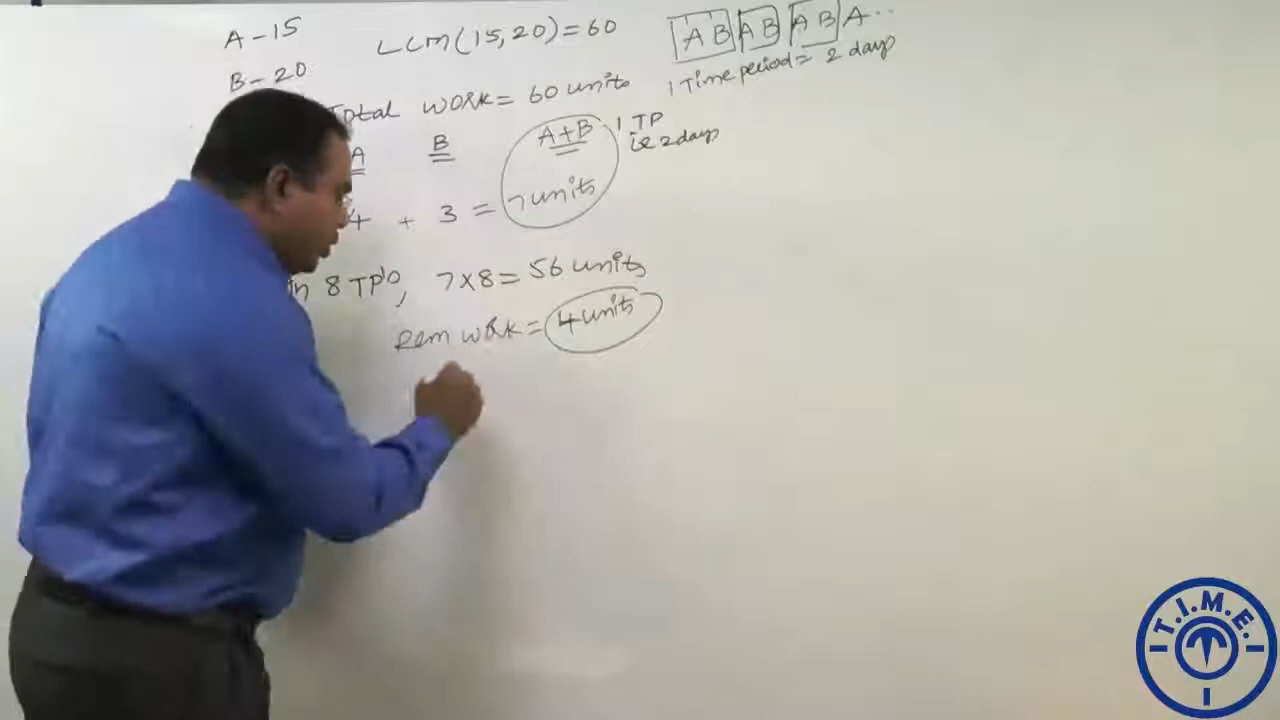 A - 15
LCM(15,20) = 60
A B A B A B A ..
B - 20
1 Time period = 2 days
Total work = 60 units
A B A+B 1 TP
ie 2 days
4 + 3 = 7 units
In 8 TP's, 7×8 = 56 units
Rem work = 4 units
T.I.M.E.